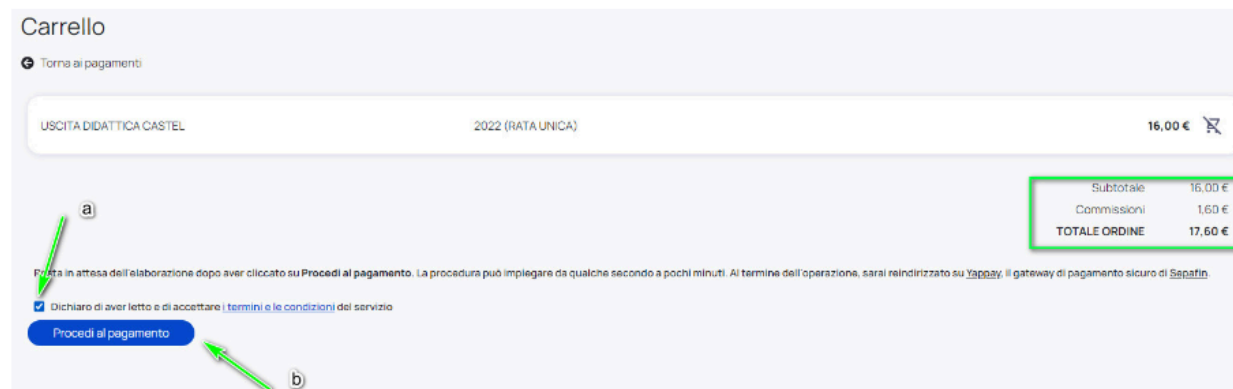 Carrello
Torna ai pagamenti
USCITA DIDATTICA CASTEL 2022 (RATA UNICA) 16,00 €
Subtotale 16,00 €
Commissioni 1,60 €
TOTALE ORDINE 17,60 €
a
Resta in attesa dell'elaborazione dopo aver cliccato su Procedi al pagamento. La procedura può impiegare da qualche secondo a pochi minuti. Al termine dell'operazione, sarai reindirizzato su Yappay, il gateway di pagamento sicuro di Sepafin.
Dichiaro di aver letto e di accettare i termini e le condizioni del servizio
Procedi al pagamento
b